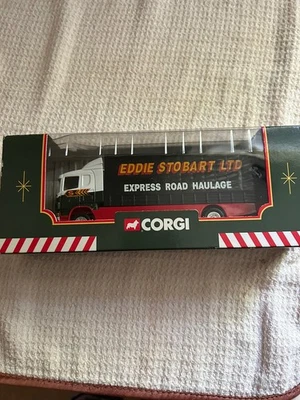 EDDIE STOBART LTD
EXPRESS ROAD HAULAGE
CORGI